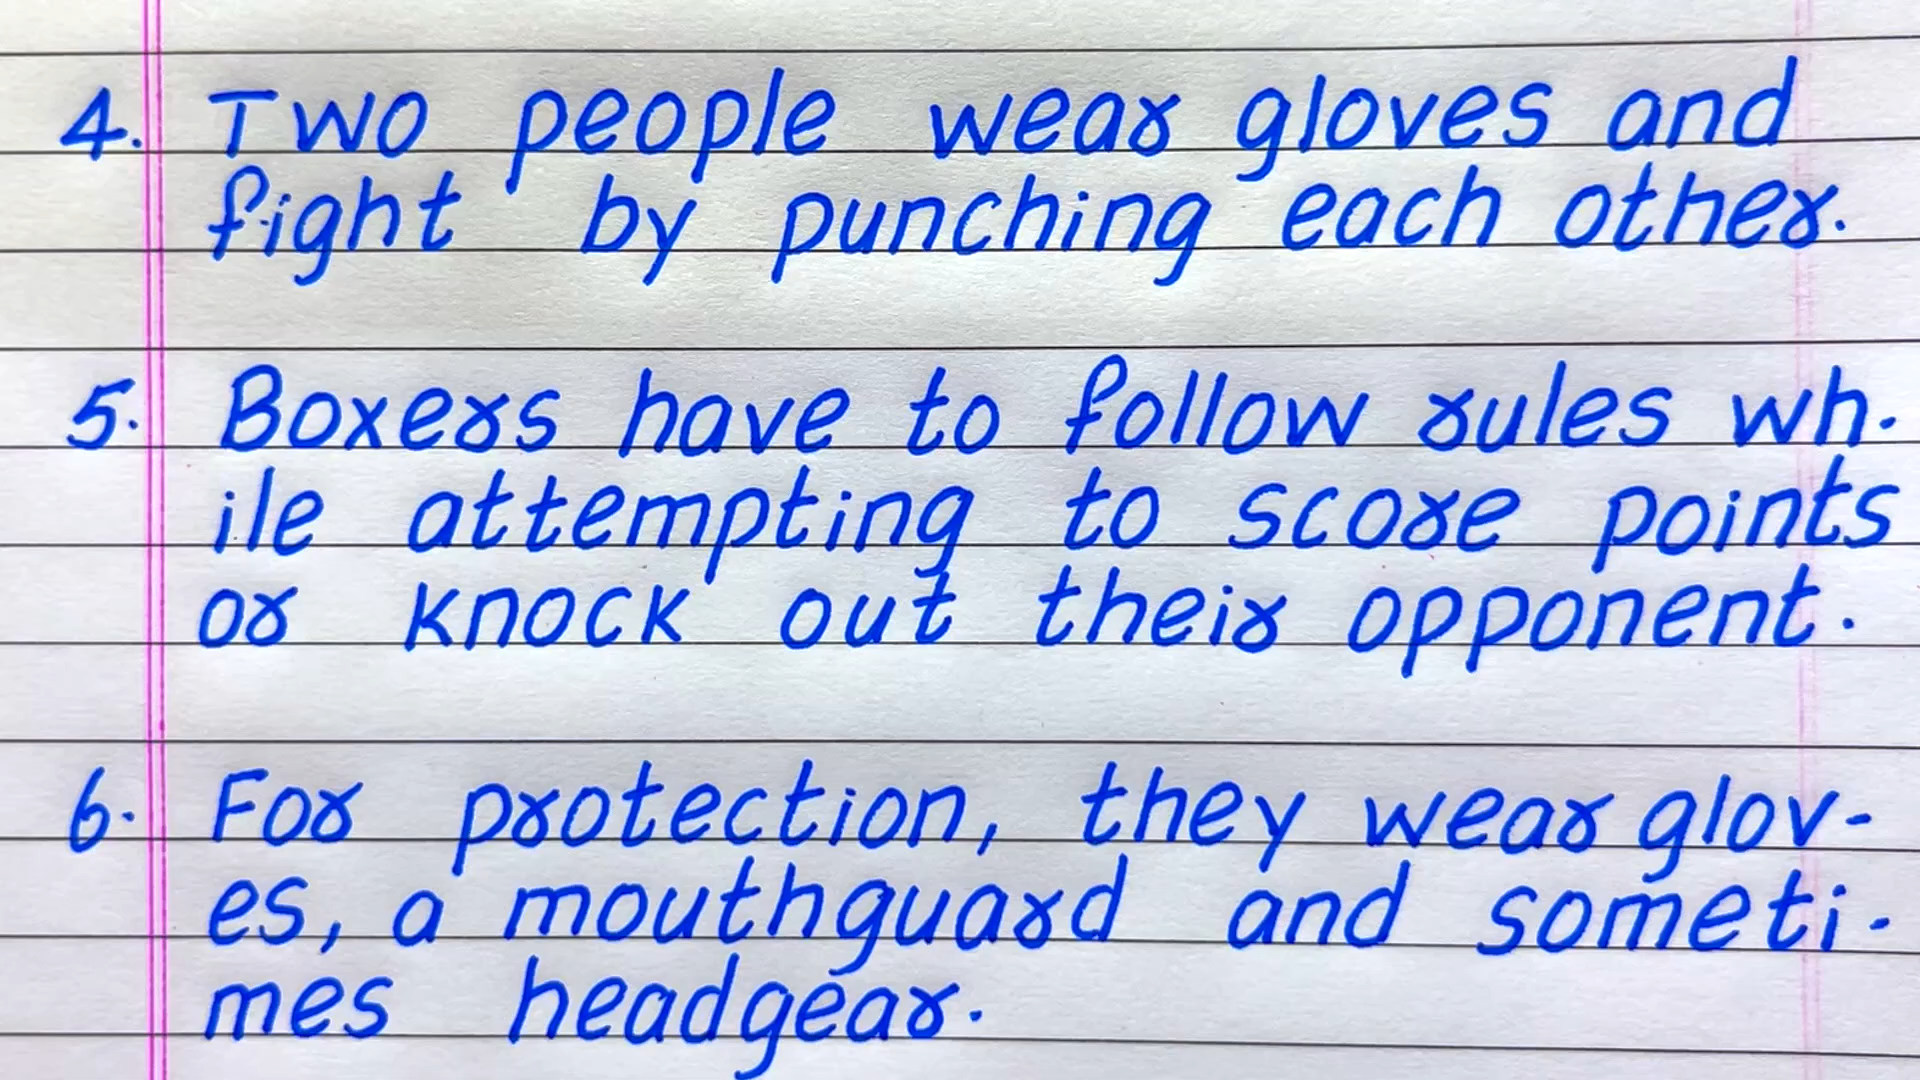 4. Two people wear gloves and
fight by punching each other.
5. Boxers have to follow rules wh-
ile attempting to score points
or knock out their opponent.
6. For protection, they wear glov-
es, a mouthguard and someti-
mes headgear.